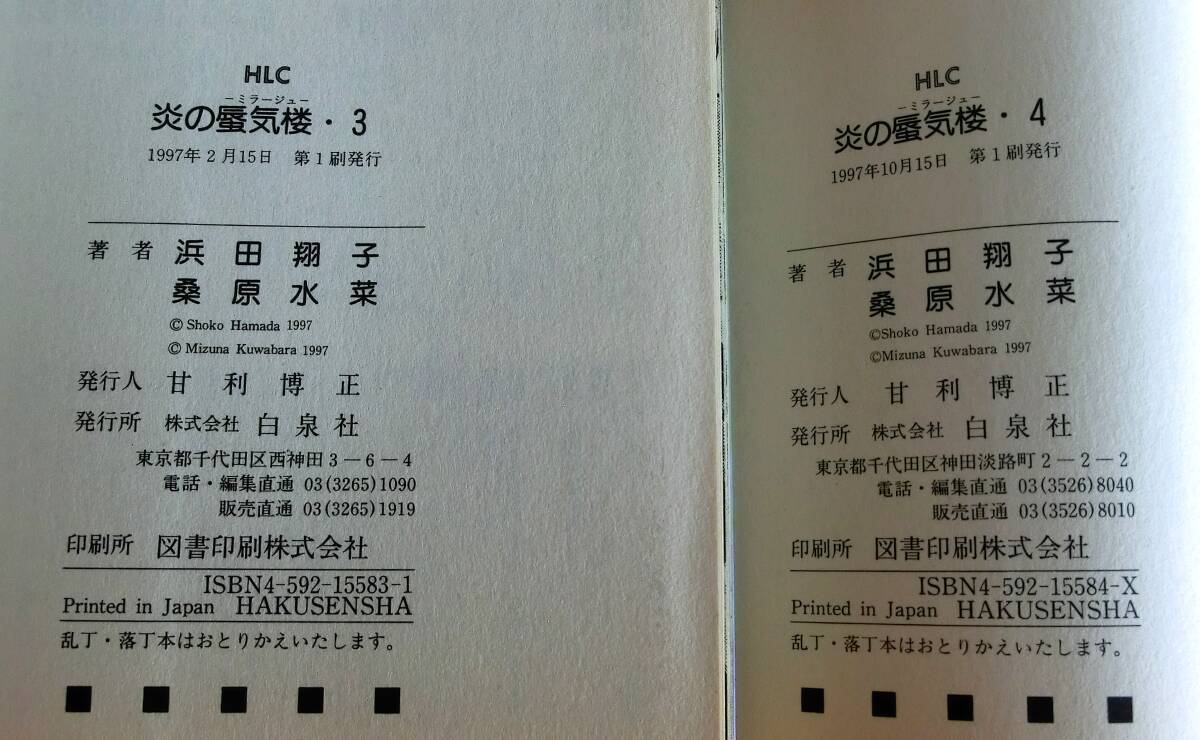 HLC
−ミラージュ−
炎の蜃気楼・3
1997年2月15日 第1刷発行
著者 浜田翔子
桑原水菜
© Shoko Hamada 1997
© Mizuna Kuwabara 1997
発行人 甘利博正
発行所 株式会社 白泉社
東京都千代田区西神田3−6−4
電話・編集直通 03(3265)1090
販売直通 03(3265)1919
印刷所 図書印刷株式会社
ISBN4-592-15583-1
Printed in Japan HAKUSENSHA
乱丁・落丁本はおとりかえいたします。
HLC
−ミラージュ−
炎の蜃気楼・4
1997年10月15日 第1刷発行
著者 浜田翔子
桑原水菜
©Shoko Hamada 1997
©Mizuna Kuwabara 1997
発行人 甘利博正
発行所 株式会社 白泉社
東京都千代田区神田淡路町2−2−2
電話・編集直通 03(3526)8040
販売直通 03(3526)8010
印刷所 図書印刷株式会社
ISBN4-592-15584-X
Printed in Japan HAKUSENSHA
乱丁・落丁本はおとりかえいたします。